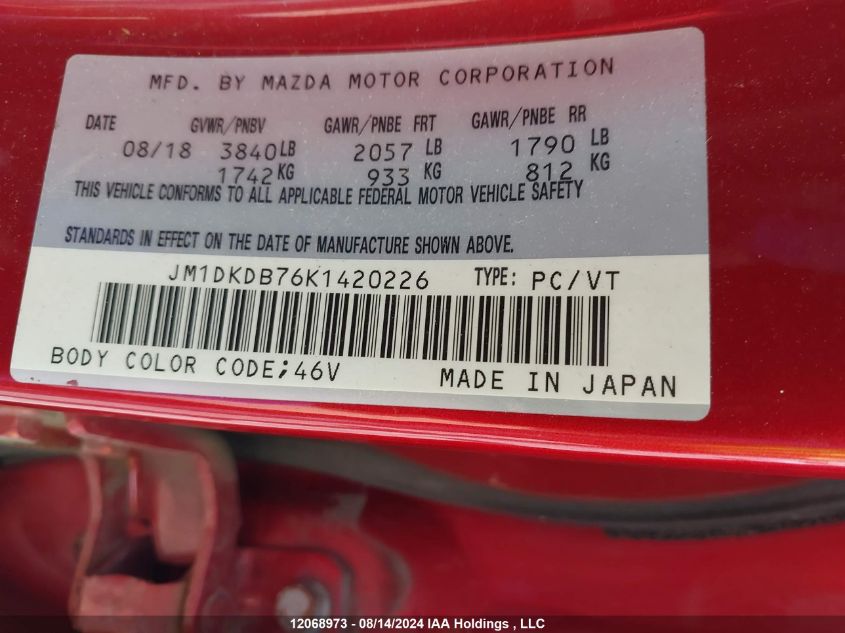 MFD. BY MAZDA MOTOR CORPORATION
DATE GVWR/PNBV GAWR/PNBE FRT GAWR/PNBE RR
08/18 3840 LB 2057 LB 1790 LB
1742 KG 933 KG 812 KG
THIS VEHICLE CONFORMS TO ALL APPLICABLE FEDERAL MOTOR VEHICLE SAFETY
STANDARDS IN EFFECT ON THE DATE OF MANUFACTURE SHOWN ABOVE.
JM1DKDB76K1420226 TYPE: PC/VT
BODY COLOR CODE;46V MADE IN JAPAN
12068973 - 08/14/2024 IAA Holdings , LLC